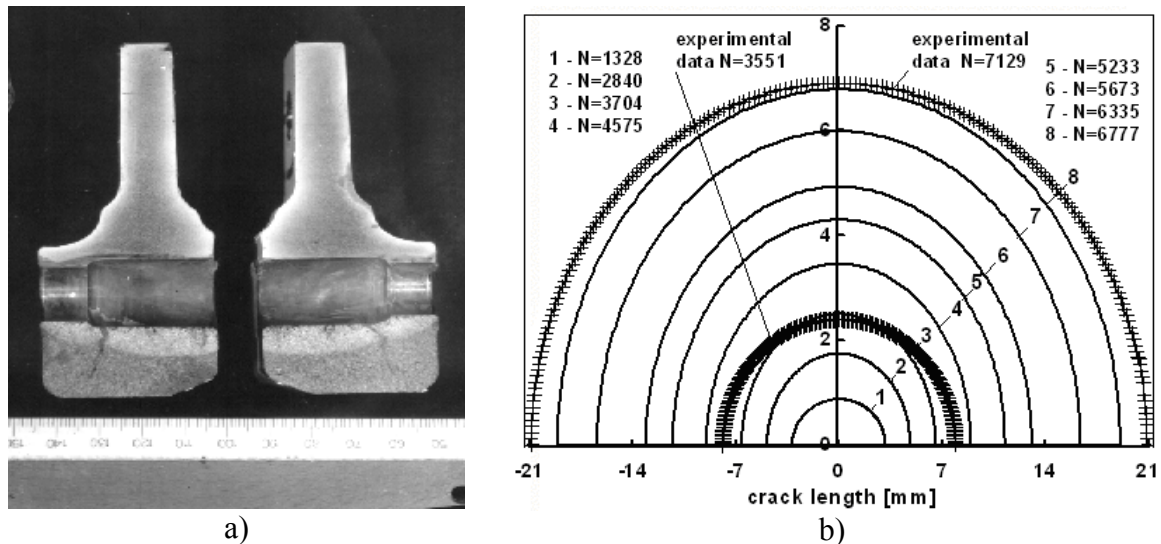 1 - N=1328
2 - N=2840
3 - N=3704
4 - N=4575
experimental
data N=3551
experimental
data N=7129
5 - N=5233
6 - N=5673
7 - N=6335
8 - N=6777
8
6
4
2
0
1
2
3
4
5
6
7
8
-21 -14 -7 0 7 14 21
crack length [mm]
a) b)